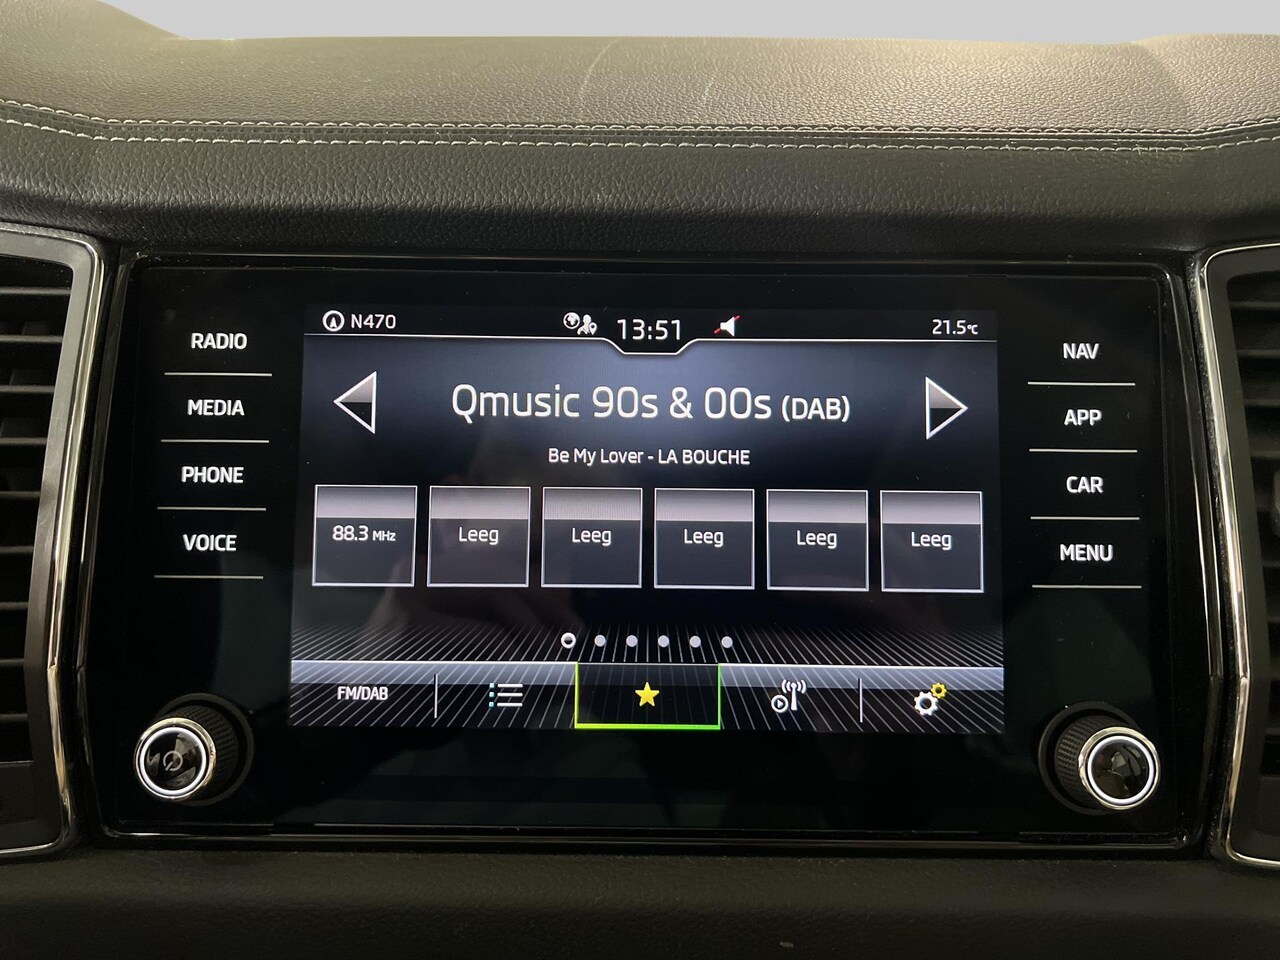 N470
13:51
21.5°C
RADIO
MEDIA
PHONE
VOICE
Qmusic 90s & 00s (DAB)
Be My Lover - LA BOUCHE
88.3 MHz
Leeg
Leeg
Leeg
Leeg
Leeg
FM/DAB
NAV
APP
CAR
MENU